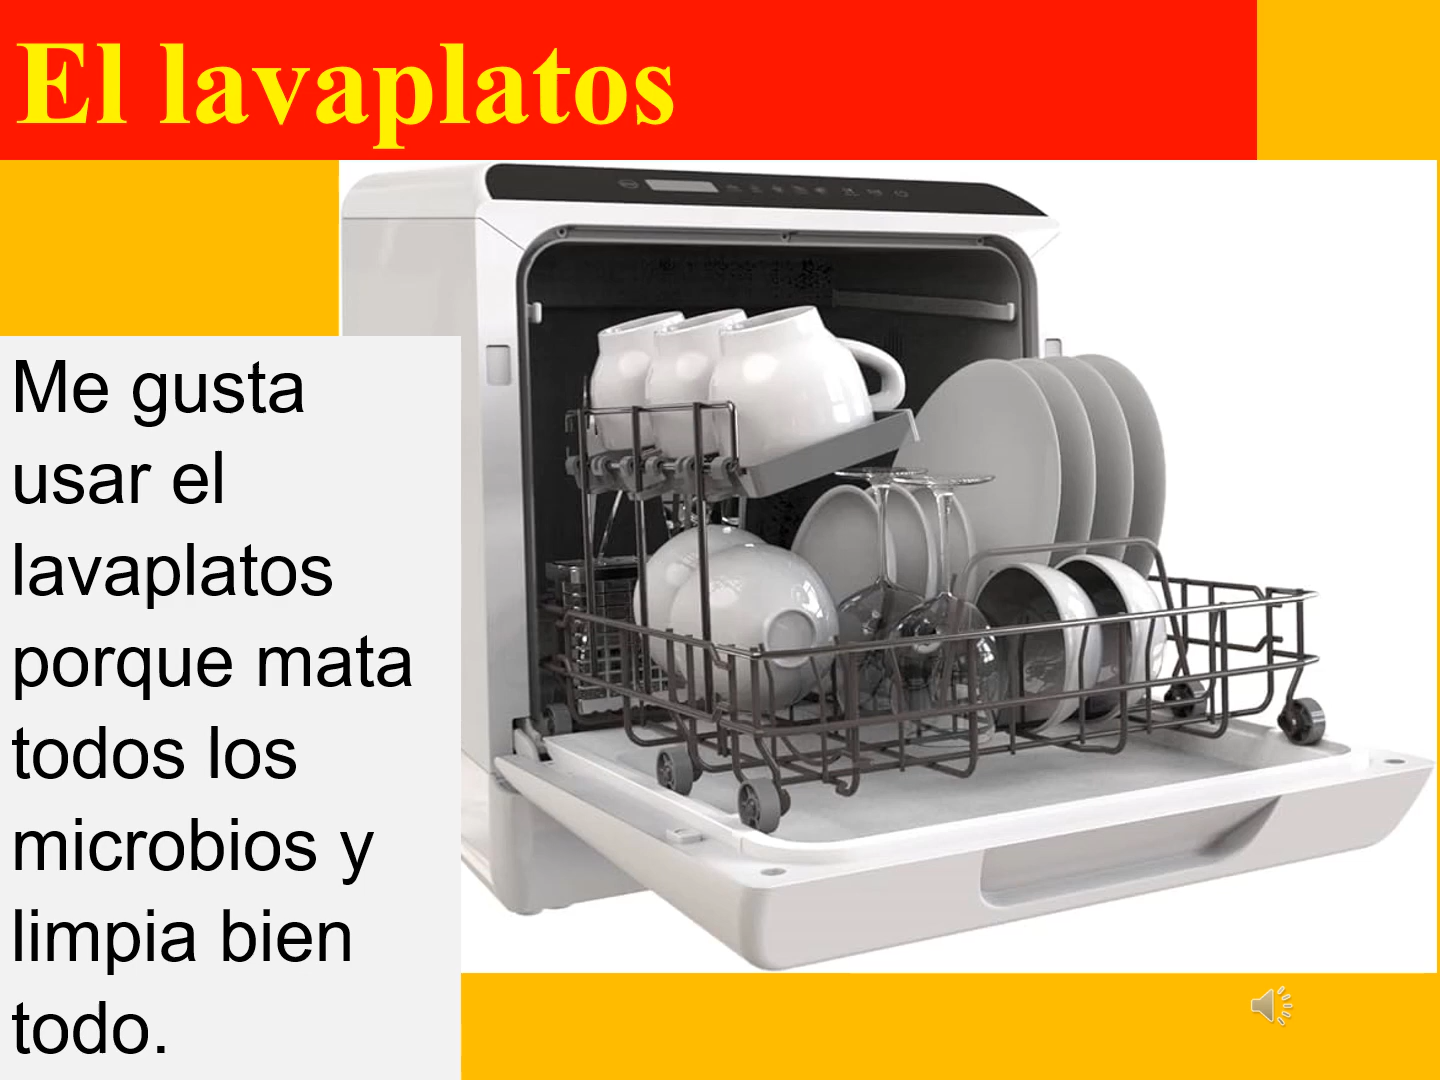 El lavaplatos
Me gusta
usar el
lavaplatos
porque mata
todos los
microbios y
limpia bien
todo.